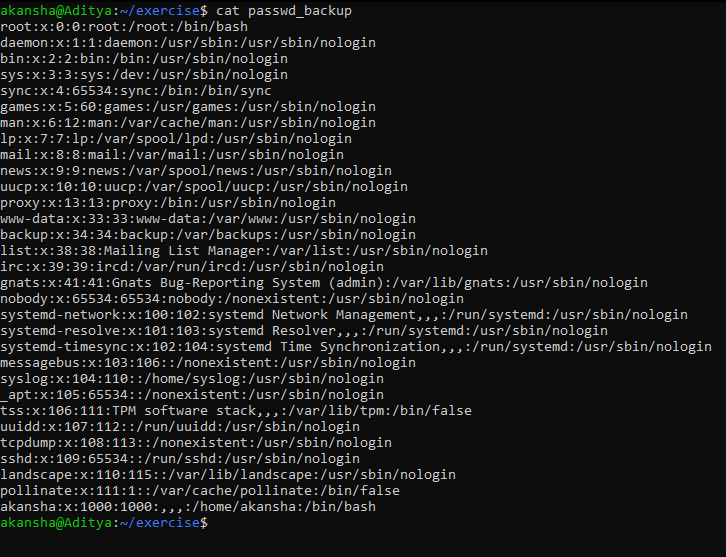 akansha@Aditya:~/exercise$ cat passwd_backup
root:x:0:0:root:/root:/bin/bash
daemon:x:1:1:daemon:/usr/sbin:/usr/sbin/nologin
bin:x:2:2:bin:/bin:/usr/sbin/nologin
sys:x:3:3:sys:/dev:/usr/sbin/nologin
sync:x:4:65534:sync:/bin:/bin/sync
games:x:5:60:games:/usr/games:/usr/sbin/nologin
man:x:6:12:man:/var/cache/man:/usr/sbin/nologin
lp:x:7:7:lp:/var/spool/lpd:/usr/sbin/nologin
mail:x:8:8:mail:/var/mail:/usr/sbin/nologin
news:x:9:9:news:/var/spool/news:/usr/sbin/nologin
uucp:x:10:10:uucp:/var/spool/uucp:/usr/sbin/nologin
proxy:x:13:13:proxy:/bin:/usr/sbin/nologin
www-data:x:33:33:www-data:/var/www:/usr/sbin/nologin
backup:x:34:34:backup:/var/backups:/usr/sbin/nologin
list:x:38:38:Mailing List Manager:/var/list:/usr/sbin/nologin
irc:x:39:39:ircd:/var/run/ircd:/usr/sbin/nologin
gnats:x:41:41:Gnats Bug-Reporting System (admin):/var/lib/gnats:/usr/sbin/nologin
nobody:x:65534:65534:nobody:/nonexistent:/usr/sbin/nologin
systemd-network:x:100:102:systemd Network Management,,,:/run/systemd:/usr/sbin/nologin
systemd-resolve:x:101:103:systemd Resolver,,,:/run/systemd:/usr/sbin/nologin
systemd-timesync:x:102:104:systemd Time Synchronization,,,:/run/systemd:/usr/sbin/nologin
messagebus:x:103:106::/nonexistent:/usr/sbin/nologin
syslog:x:104:110::/home/syslog:/usr/sbin/nologin
_apt:x:105:65534::/nonexistent:/usr/sbin/nologin
tss:x:106:111:TPM software stack,,,:/var/lib/tpm:/bin/false
uuidd:x:107:112::/run/uuidd:/usr/sbin/nologin
tcpdump:x:108:113::/nonexistent:/usr/sbin/nologin
sshd:x:109:65534::/run/sshd:/usr/sbin/nologin
landscape:x:110:115::/var/lib/landscape:/usr/sbin/nologin
pollinate:x:111:1::/var/cache/pollinate:/bin/false
akansha:x:1000:1000:,,,:/home/akansha:/bin/bash
akansha@Aditya:~/exercise$